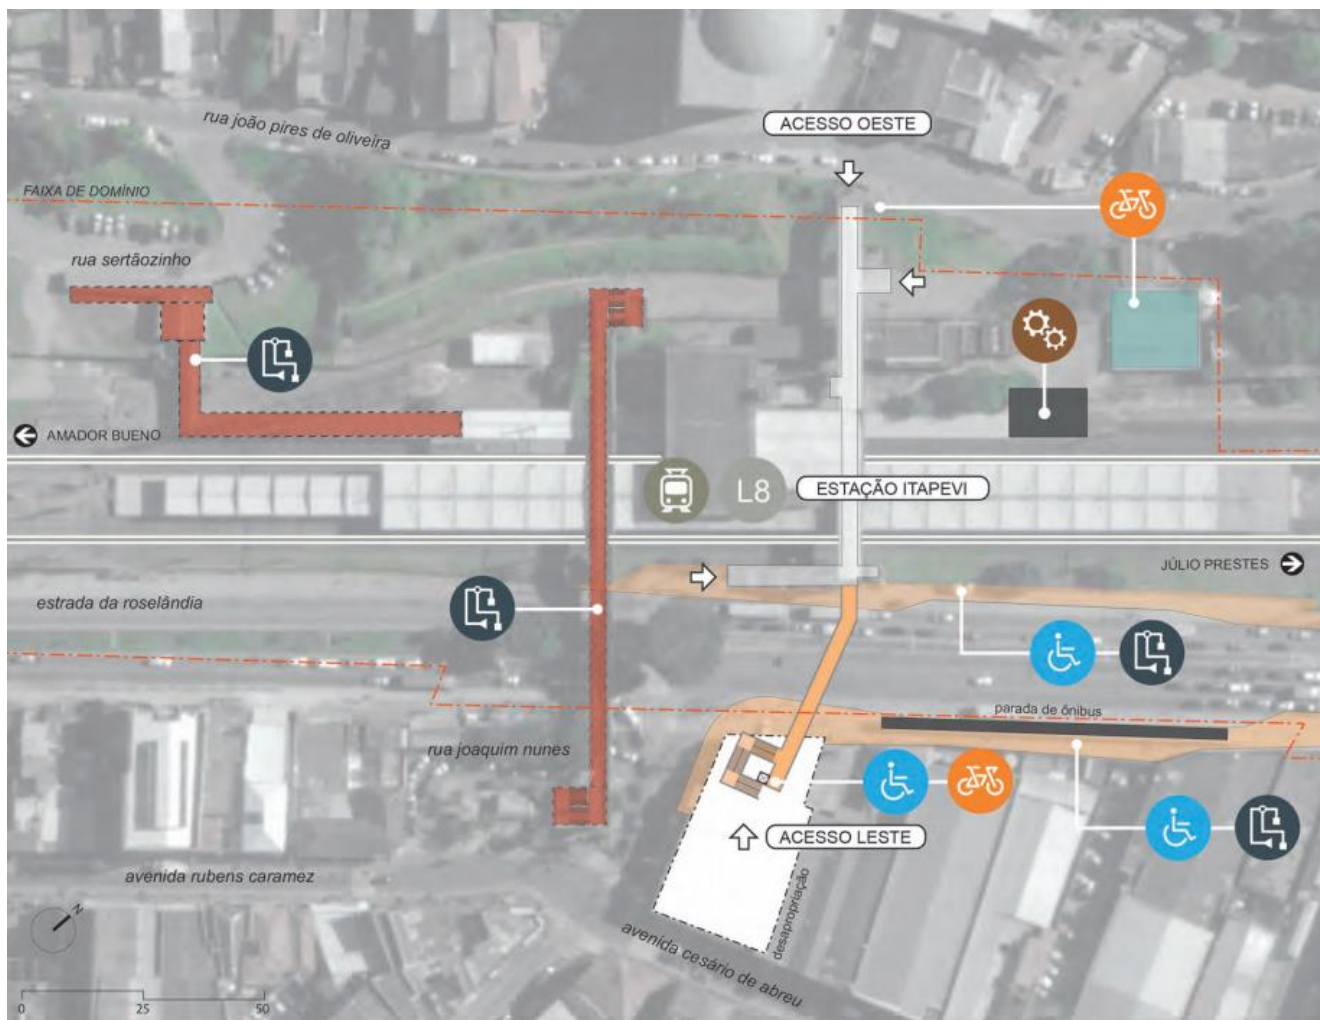 rua joão pires de oliveira
ACESSO OESTE
FAIXA DE DOMÍNIO
rua sertãozinho
AMADOR BUENO
L8
ESTAÇÃO ITAPEVI
JÚLIO PRESTES
estrada da roselândia
parada de ônibus
rua joaquim nunes
ACESSO LESTE
avenida rubens caramez
desapropriação
avenida cesário de abreu
N
0 25 50